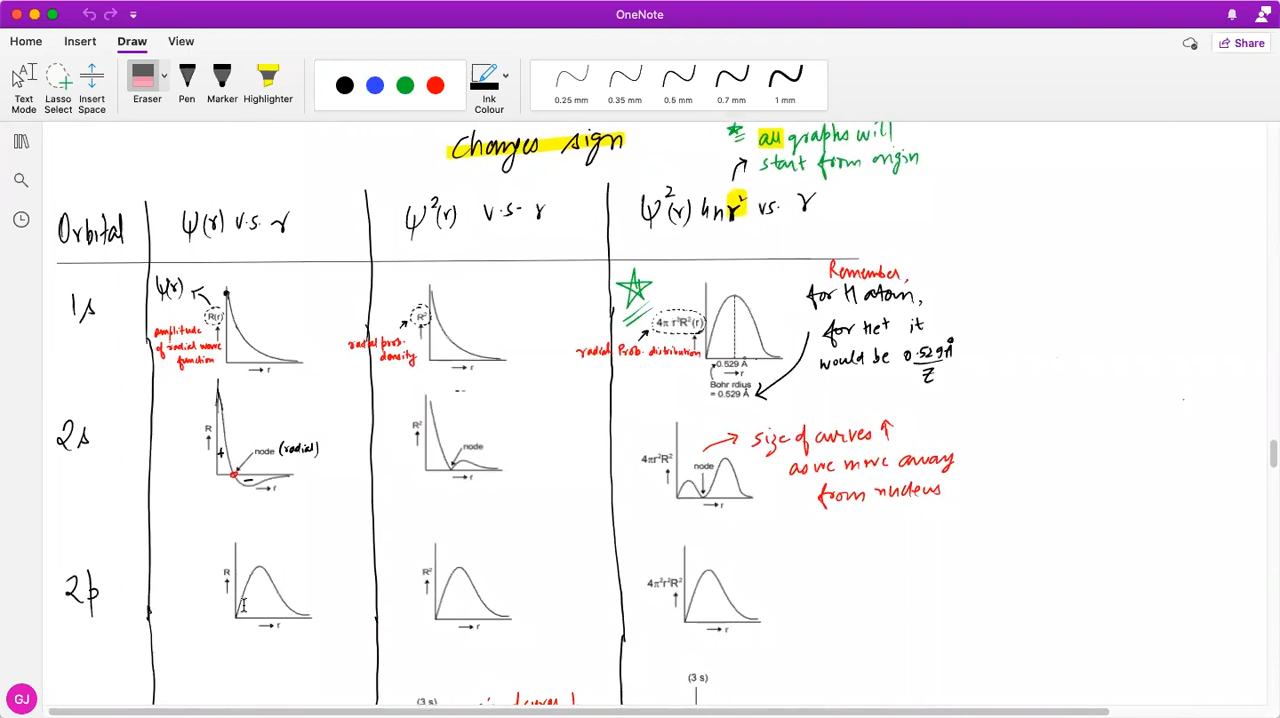 OneNote
Home Insert Draw View
Share
Text Mode
Lasso Select
Insert Space
Eraser
Pen
Marker
Highlighter
Ink Colour
0.25 mm
0.35 mm
0.5 mm
0.7 mm
1 mm
Changes sign
all graphs will
start from origin
Orbital
ψ(r) v.s. r
ψ²(r) v.s. r
ψ²(r) 4πr² vs. r
1s
ψ(r)
R(r)
amplitude
of radial wave
function
r
R²
radial prob.
density
r
4π r²R²(r)
radial Prob. distribution
0.529 Å
r
Bohr rdius
= 0.529 Å
Remember,
for H atom,
for He+ it
would be 0.529Å
Z
2s
R
+
node (radial)
−
r
R²
node
r
4πr²R²
node
r
size of curves ↑
as we move away
from nucleus
2p
R
r
R²
r
4π²r²R²
r
(3 s)
(3 s)
GJ